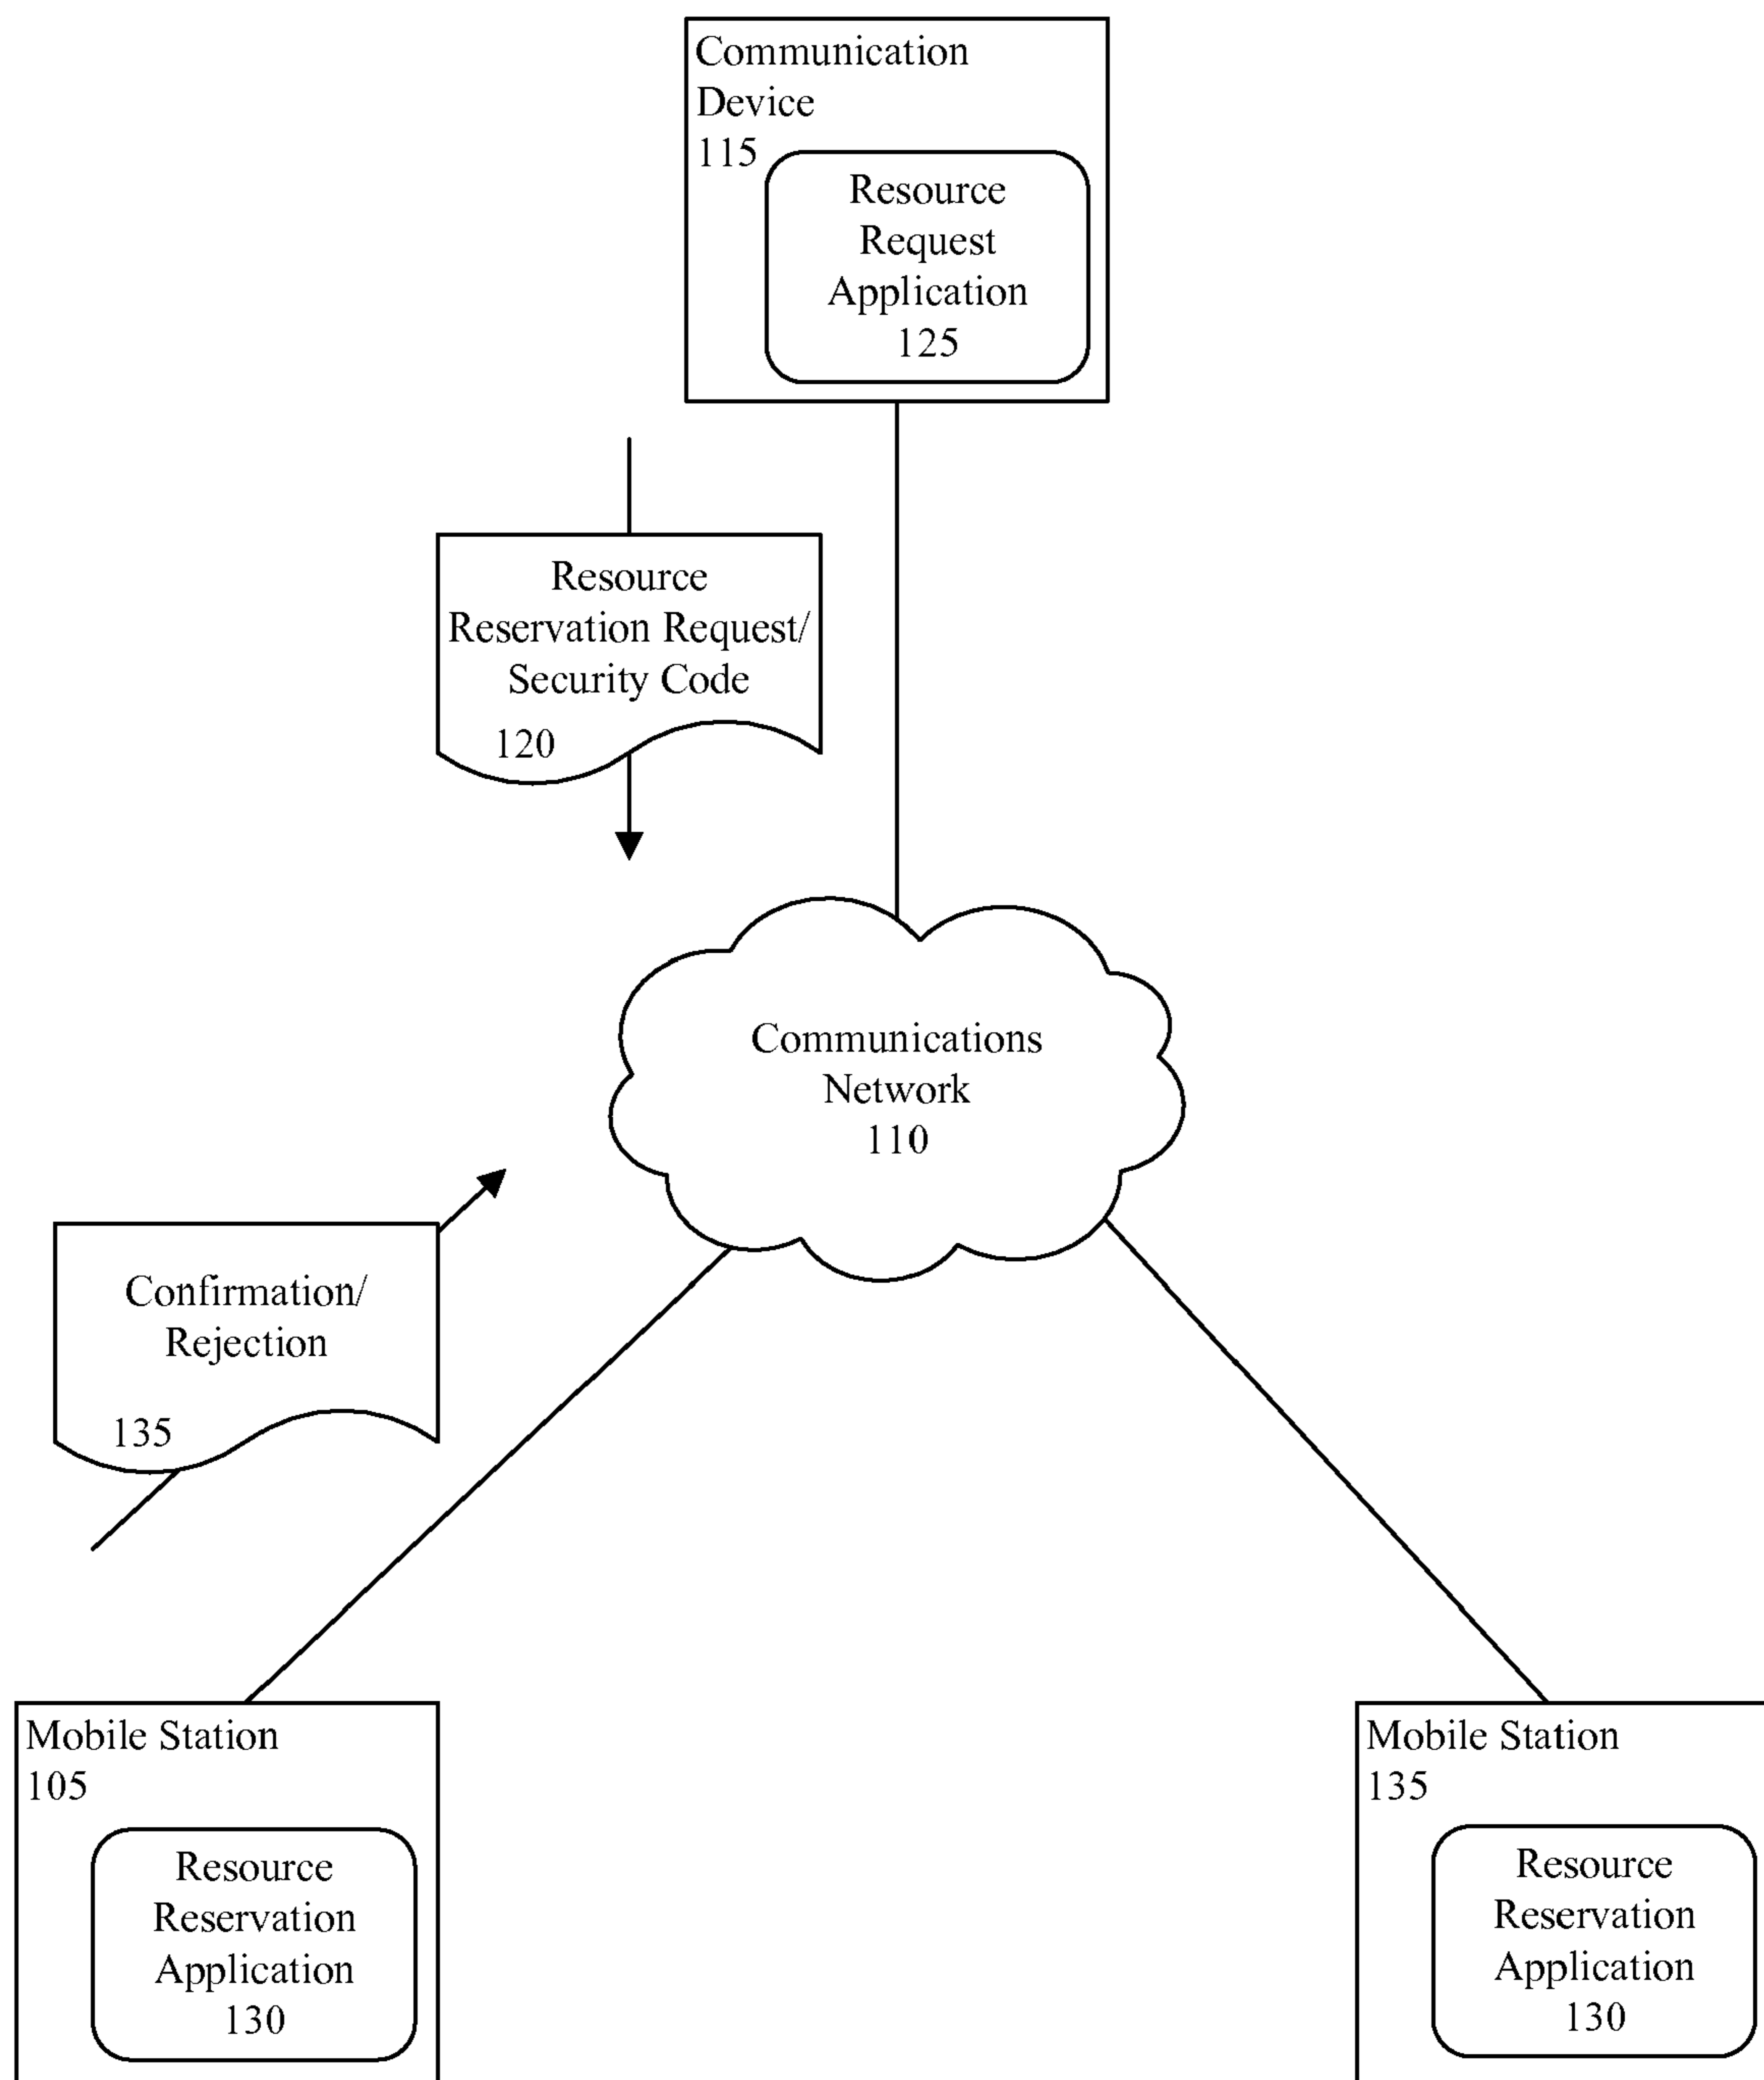 Communication
Device
115
Resource
Request
Application
125
Resource
Reservation Request/
Security Code
120
Communications
Network
110
Confirmation/
Rejection
135
Mobile Station
105
Resource
Reservation
Application
130
Mobile Station
135
Resource
Reservation
Application
130